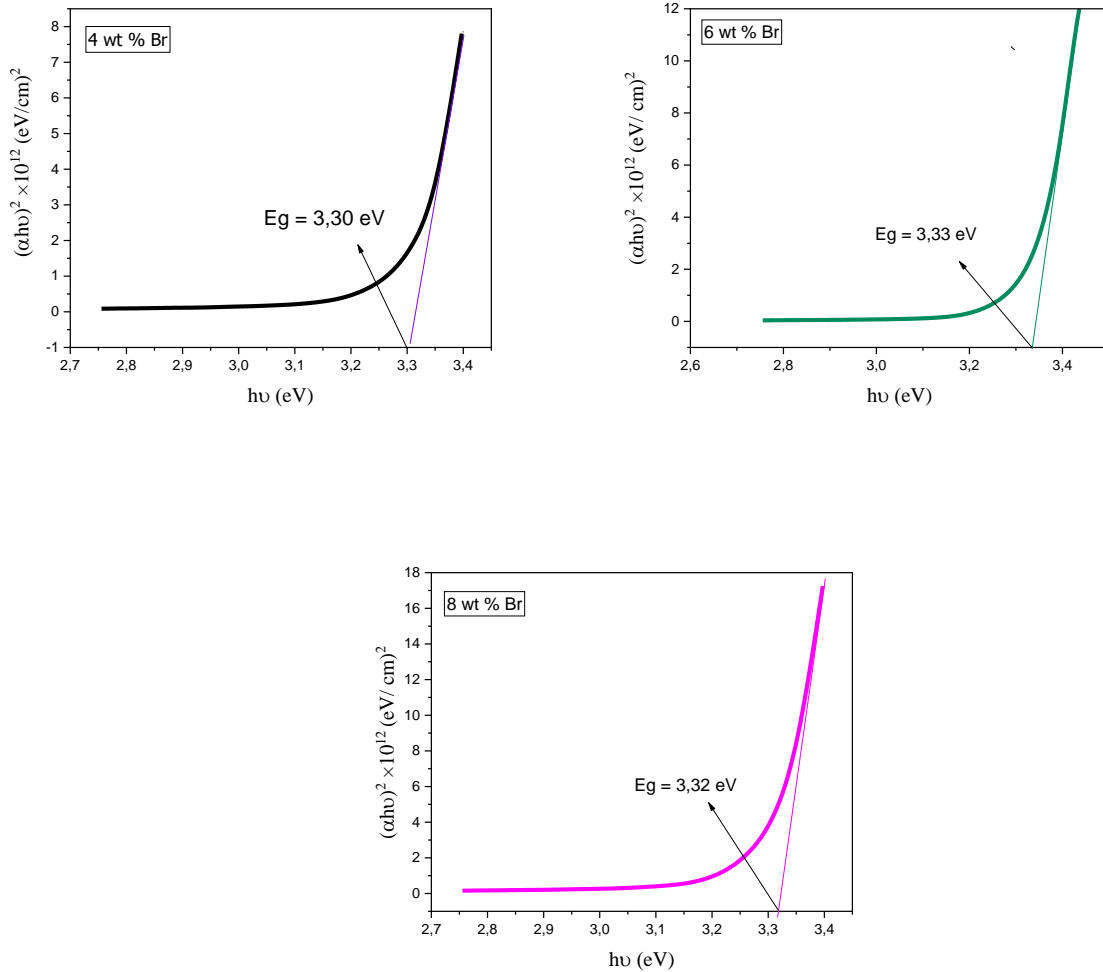 4 wt % Br
8
7
6
5
4
3
2
1
0
-1
(αhυ)² ×10¹² (eV/cm)²
Eg = 3,30 eV
2,7 2,8 2,9 3,0 3,1 3,2 3,3 3,4
hυ (eV)
6 wt % Br
12
10
8
6
4
2
0
(αhυ)² ×10¹² (eV/ cm)²
Eg = 3,33 eV
2,6 2,8 3,0 3,2 3,4
hυ (eV)
8 wt % Br
18
16
14
12
10
8
6
4
2
0
(αhυ)² ×10¹² (eV/ cm)²
Eg = 3,32 eV
2,7 2,8 2,9 3,0 3,1 3,2 3,3 3,4
hυ (eV)